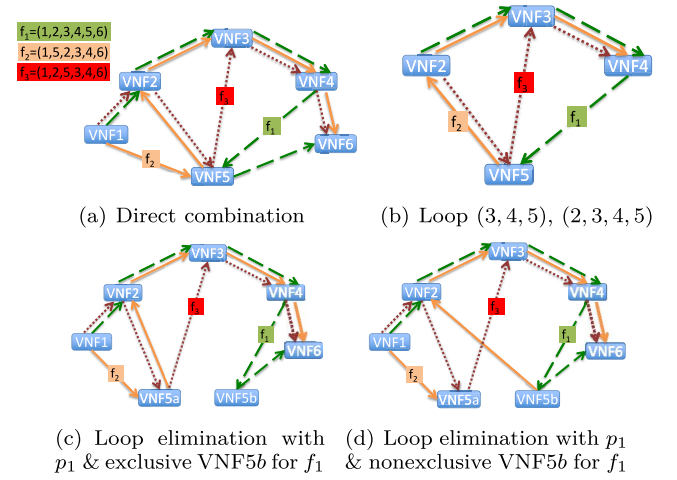 f₁=(1,2,3,4,5,6)
f₂=(1,5,2,3,4,6)
f₃=(1,2,5,3,4,6)
VNF3
VNF2
VNF4
f₃
f₁
VNF1
VNF6
f₂
VNF5
VNF3
VNF2
VNF4
f₃
f₁
f₂
VNF5
(a) Direct combination
(b) Loop (3, 4, 5), (2, 3, 4, 5)
VNF3
VNF2
VNF4
f₃
f₁
VNF1
VNF6
f₂
VNF5a
VNF5b
VNF3
VNF2
VNF4
f₃
f₁
VNF1
VNF6
f₂
VNF5a
VNF5b
(c) Loop elimination with
p₁ & exclusive VNF5b for f₁
(d) Loop elimination with p₁
& nonexclusive VNF5b for f₁